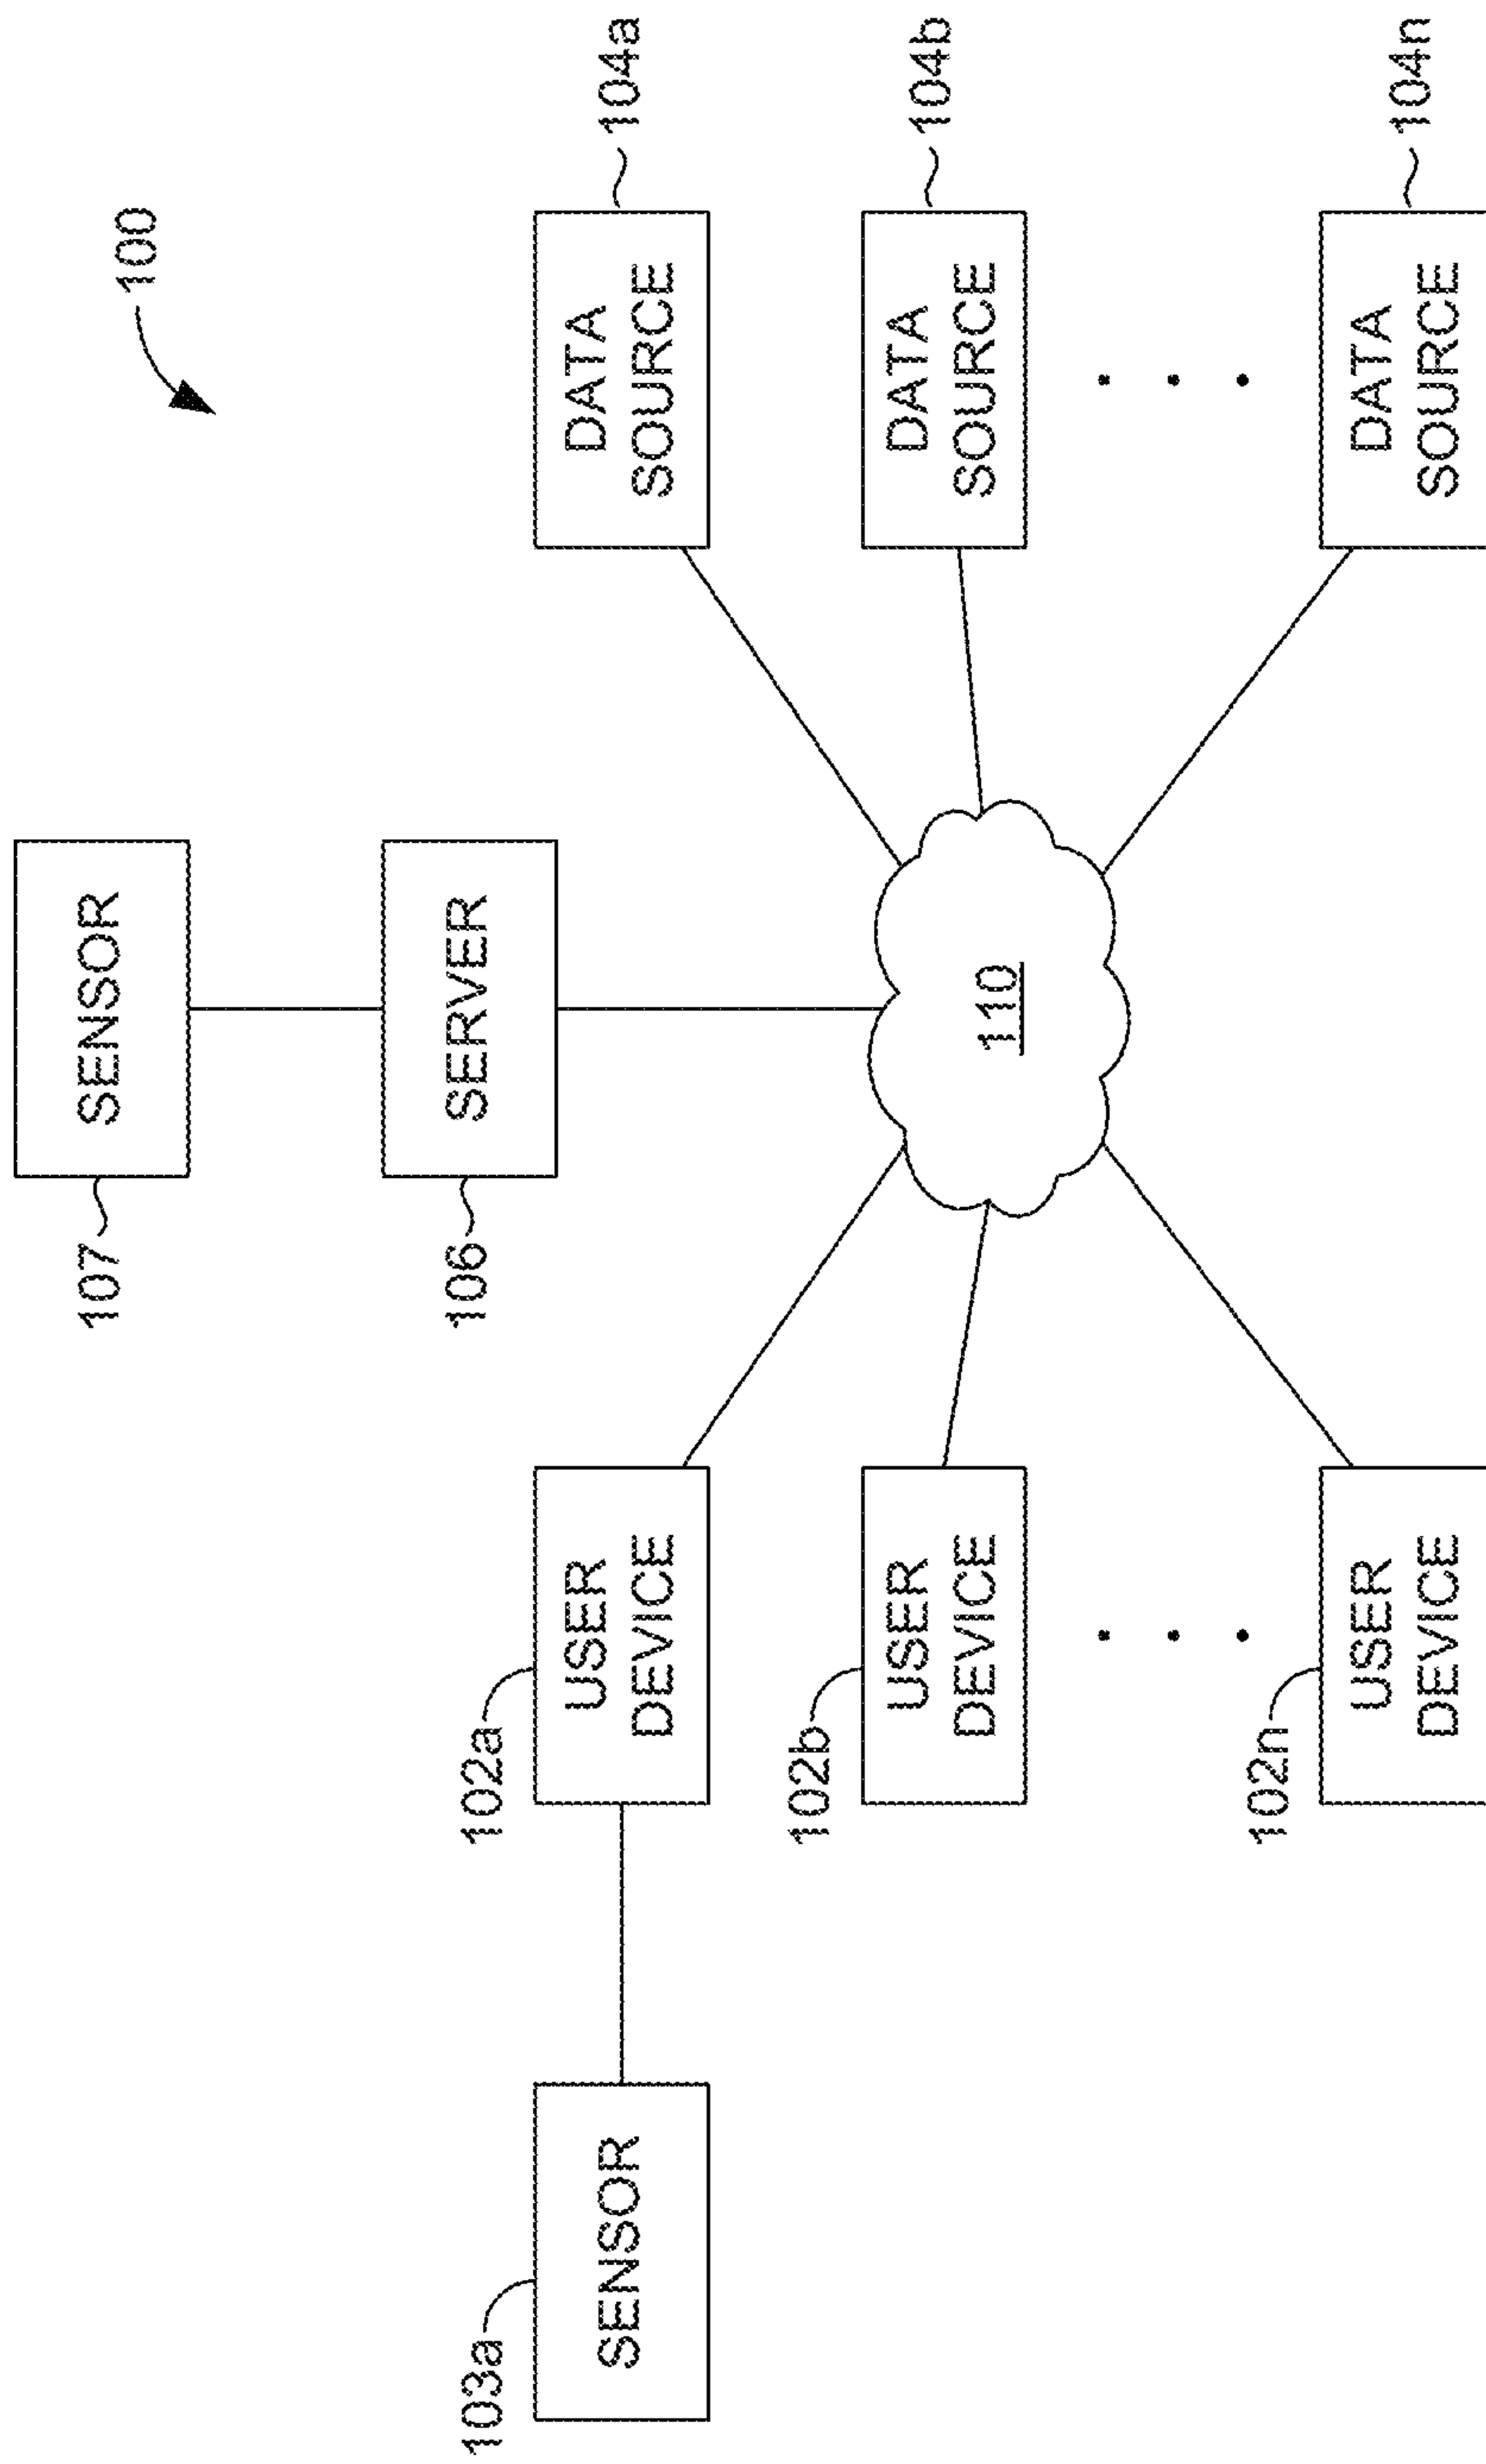 100
107
SENSOR
106
SERVER
103a
SENSOR
102a
USER
DEVICE
DATA
SOURCE
104a
102b
USER
DEVICE
110
DATA
SOURCE
104b
102n
USER
DEVICE
DATA
SOURCE
104n